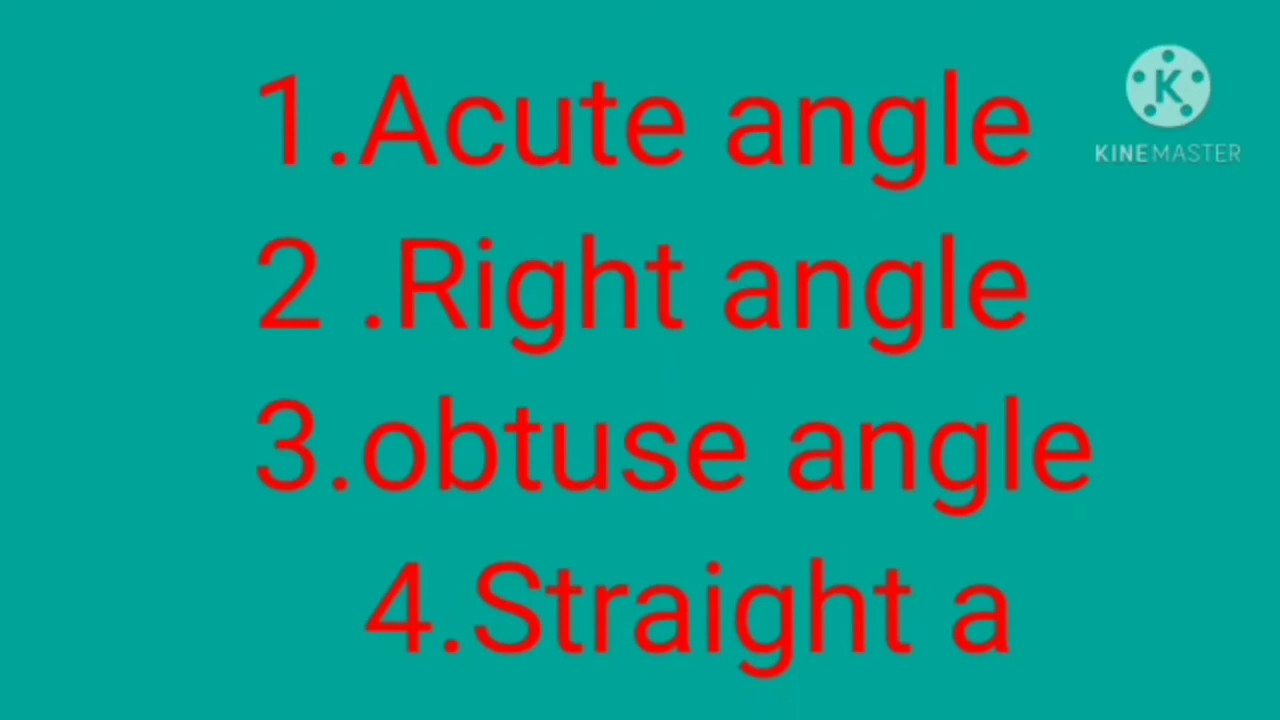 1.Acute angle
2 .Right angle
3.obtuse angle
4.Straight a
K
KINEMASTER